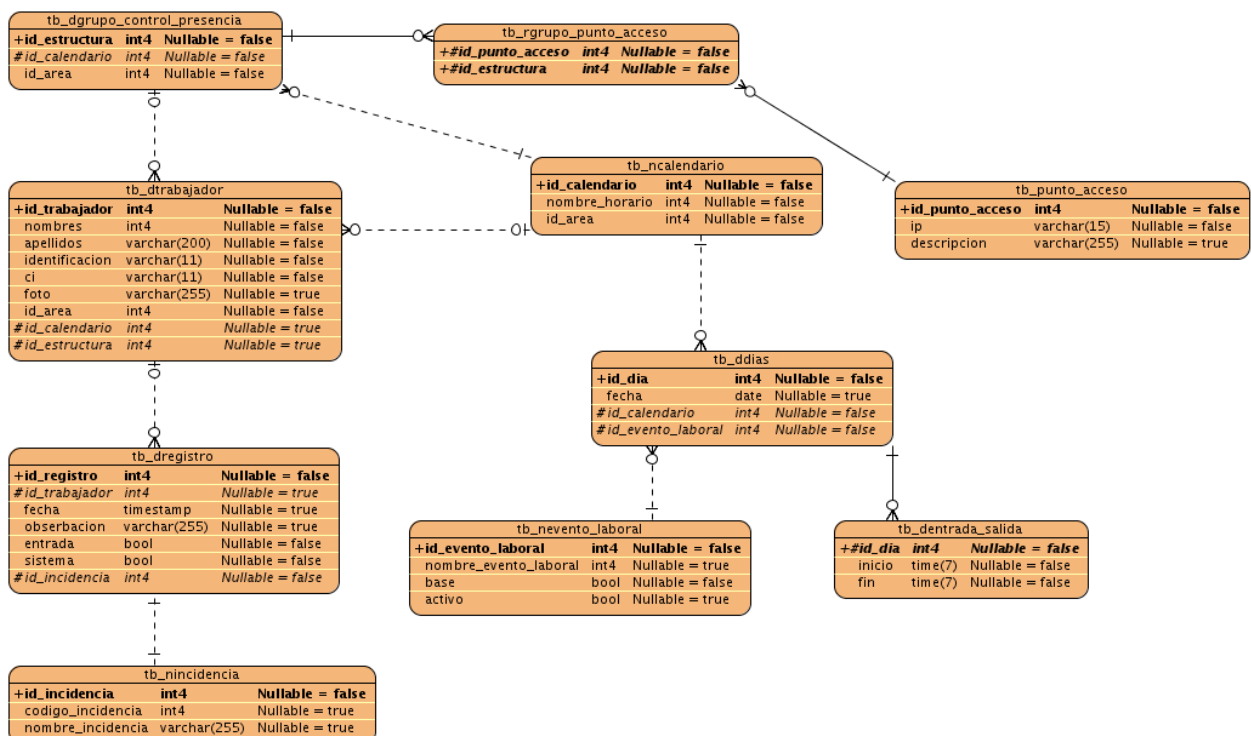 tb_dgrupo_control_presencia
+id_estructura int4 Nullable = false
#id_calendario int4 Nullable = false
id_area int4 Nullable = false
tb_rgrupo_punto_acceso
+#id_punto_acceso int4 Nullable = false
+#id_estructura int4 Nullable = false
tb_ncalendario
+id_calendario int4 Nullable = false
nombre_horario int4 Nullable = false
id_area int4 Nullable = false
tb_punto_acceso
+id_punto_acceso int4 Nullable = false
ip varchar(15) Nullable = false
descripcion varchar(255) Nullable = true
tb_dtrabajador
+id_trabajador int4 Nullable = false
nombres int4 Nullable = false
apellidos varchar(200) Nullable = false
identificacion varchar(11) Nullable = false
ci varchar(11) Nullable = false
foto varchar(255) Nullable = true
id_area int4 Nullable = false
#id_calendario int4 Nullable = true
#id_estructura int4 Nullable = true
tb_ddias
+id_dia int4 Nullable = false
fecha date Nullable = true
#id_calendario int4 Nullable = false
#id_evento_laboral int4 Nullable = false
tb_dregistro
+id_registro int4 Nullable = false
#id_trabajador int4 Nullable = true
fecha timestamp Nullable = true
obserbacion varchar(255) Nullable = true
entrada bool Nullable = false
sistema bool Nullable = false
#id_incidencia int4 Nullable = false
tb_nevento_laboral
+id_evento_laboral int4 Nullable = false
nombre_evento_laboral int4 Nullable = true
base bool Nullable = false
activo bool Nullable = true
tb_dentrada_salida
+#id_dia int4 Nullable = false
inicio time(7) Nullable = false
fin time(7) Nullable = false
tb_nincidencia
+id_incidencia int4 Nullable = false
codigo_incidencia int4 Nullable = true
nombre_incidencia varchar(255) Nullable = true